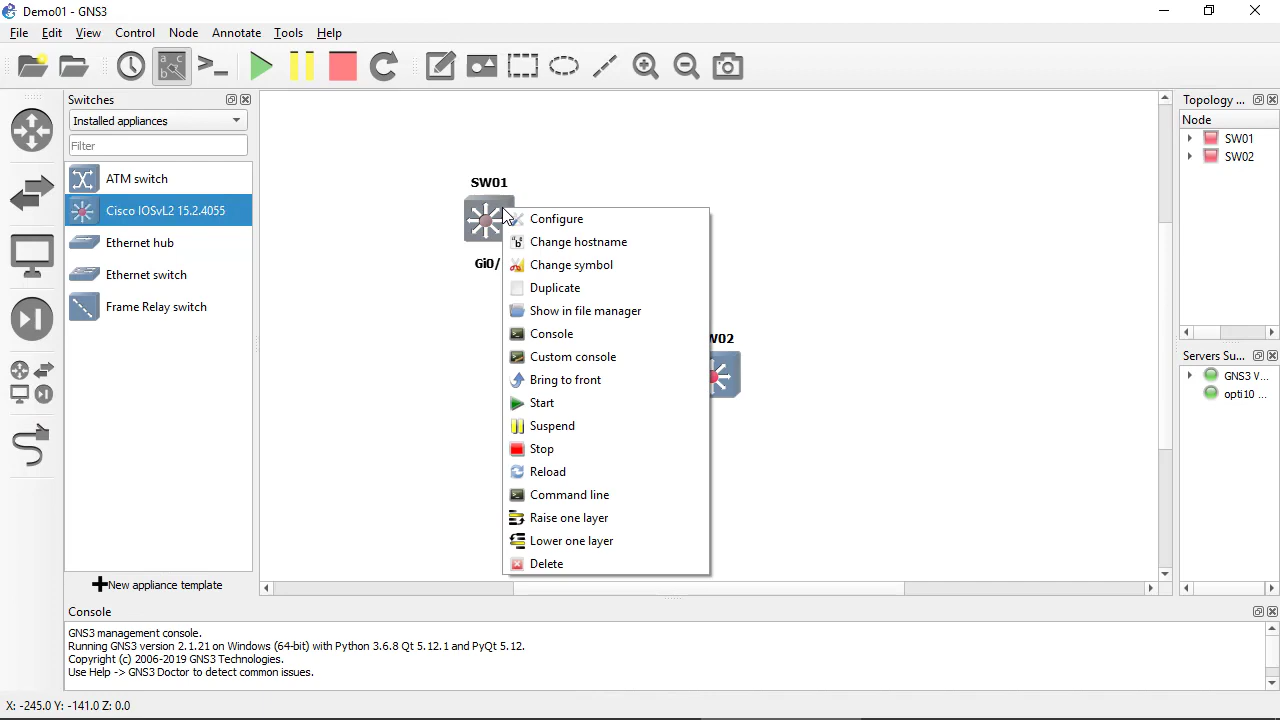 Demo01 - GNS3
File Edit View Control Node Annotate Tools Help
Switches
Installed appliances
Filter
ATM switch
Cisco IOSvL2 15.2.4055
Ethernet hub
Ethernet switch
Frame Relay switch
New appliance template
SW01
Gi0/
W02
Configure
Change hostname
Change symbol
Duplicate
Show in file manager
Console
Custom console
Bring to front
Start
Suspend
Stop
Reload
Command line
Raise one layer
Lower one layer
Delete
Topology ...
Node
SW01
SW02
Servers Su...
GNS3 V...
opti10 ...
Console
GNS3 management console.
Running GNS3 version 2.1.21 on Windows (64-bit) with Python 3.6.8 Qt 5.12.1 and PyQt 5.12.
Copyright (c) 2006-2019 GNS3 Technologies.
Use Help -> GNS3 Doctor to detect common issues.
X: -245.0 Y: -141.0 Z: 0.0